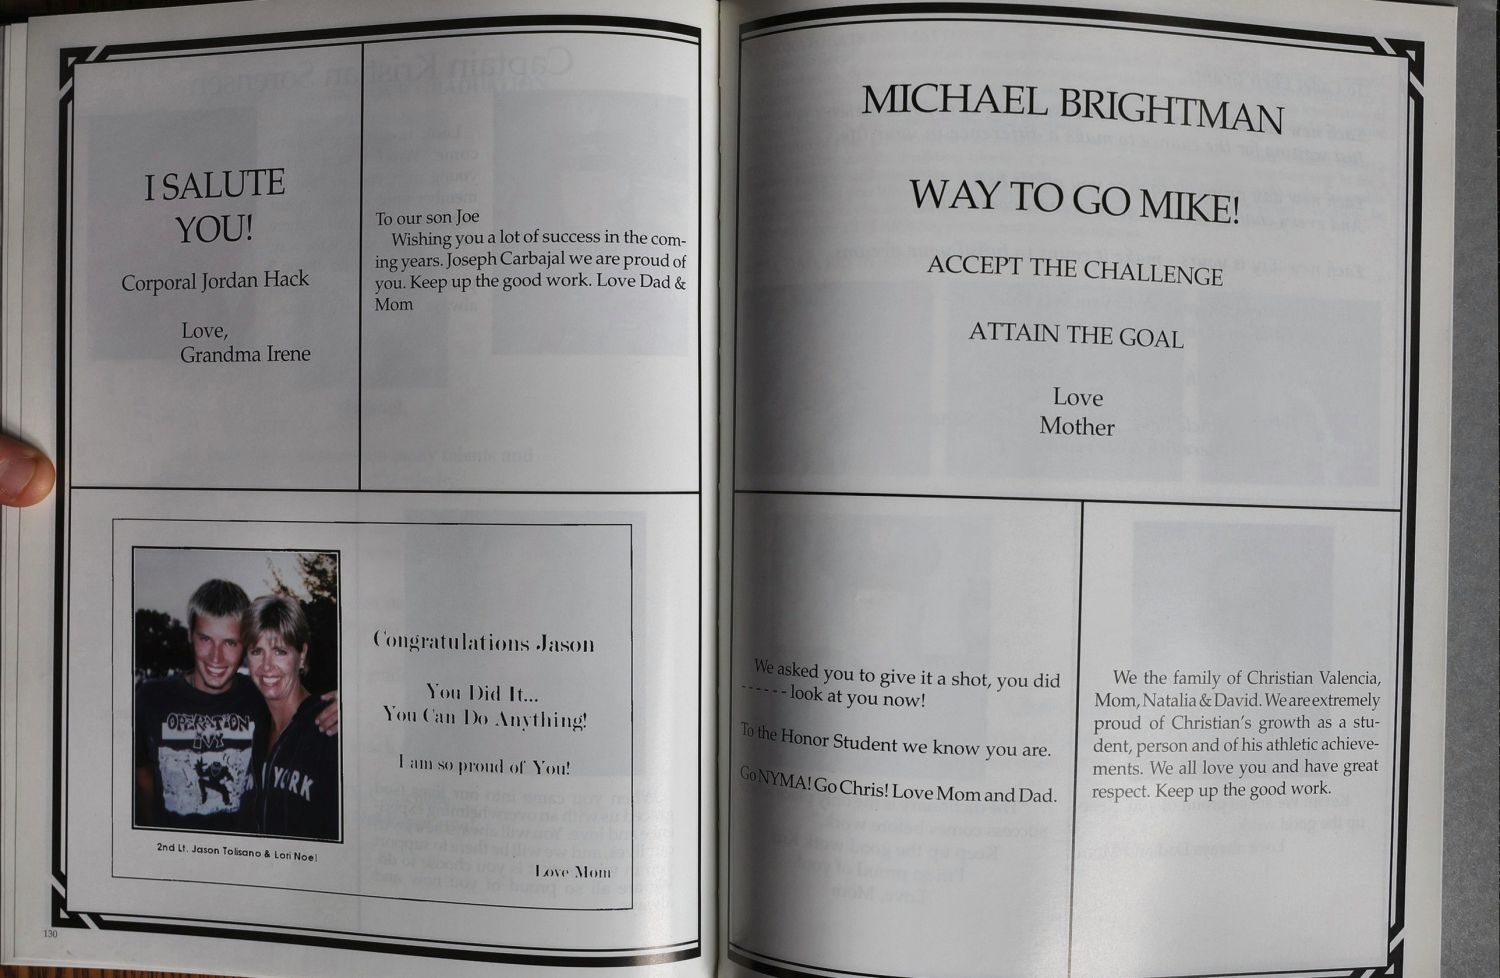 I SALUTE
YOU!
Corporal Jordan Hack
Love,
Grandma Irene
To our son Joe
Wishing you a lot of success in the com-
ing years. Joseph Carbajal we are proud of
you. Keep up the good work. Love Dad &
Mom
OPERATION
IVY
YORK
2nd Lt. Jason Tolisano & Lori Noel
Congratulations Jason
You Did It...
You Can Do Anything!
I am so proud of You!
Love Mom
130
MICHAEL BRIGHTMAN
WAY TO GO MIKE!
ACCEPT THE CHALLENGE
ATTAIN THE GOAL
Love
Mother
We asked you to give it a shot, you did
- - - - - - look at you now!
To the Honor Student we know you are.
Go NYMA! Go Chris! Love Mom and Dad.
We the family of Christian Valencia,
Mom, Natalia & David. We are extremely
proud of Christian's growth as a stu-
dent, person and of his athletic achieve-
ments. We all love you and have great
respect. Keep up the good work.